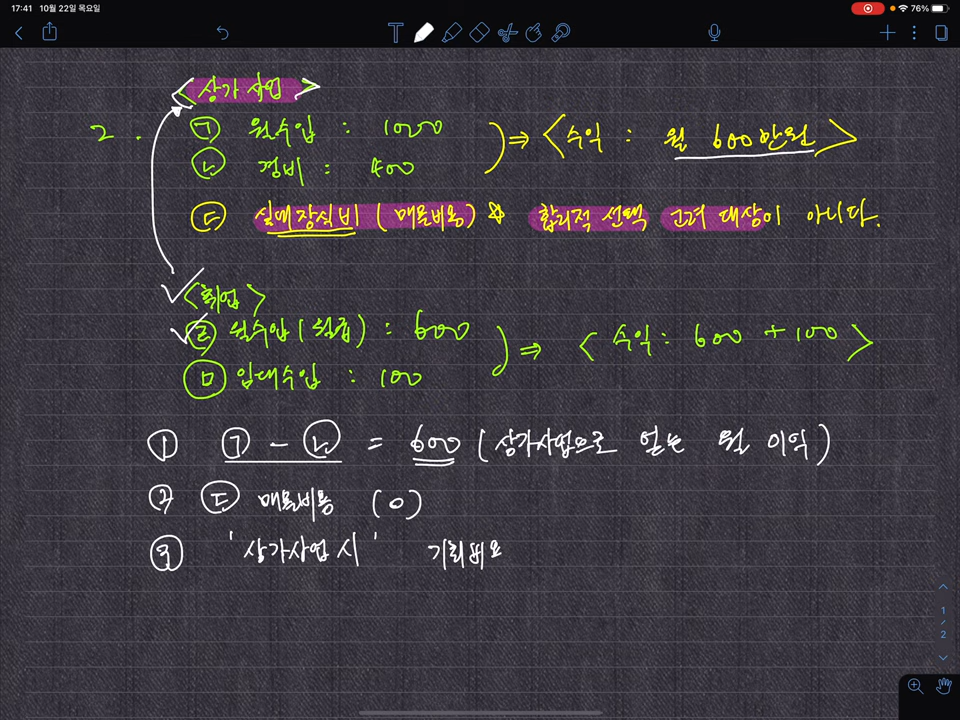 17:41 10월 22일 목요일 76%
<상가 사업>
2. ㉠ 월수입 : 1000 ⇒ <수익 : 월 600만원>
㉡ 경비 : 400
㉢ 실내장식비 (매몰비용) ☆ 합리적 선택 고려 대상이 아니다.
<취업>
㉣ 월수입 (월급) : 600 ⇒ <수익 : 600 + 100>
㉤ 임대수입 : 100
① ㉠ - ㉡ = 600 (상가사업으로 얻는 월 이익)
② ㉢ 매몰비용 (O)
③ '상가사업 시' 기회비요
1
/
2